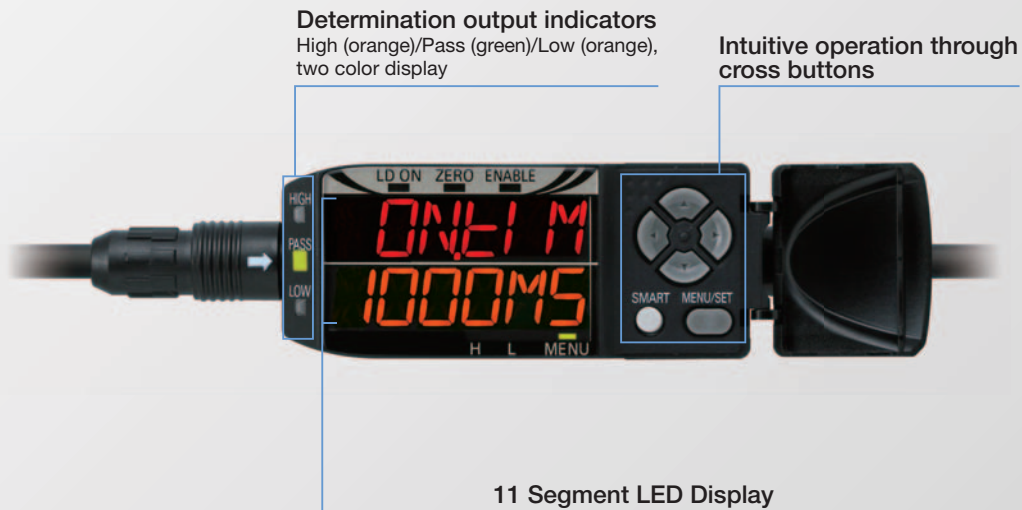 Determination output indicators
High (orange)/Pass (green)/Low (orange),
two color display
Intuitive operation through
cross buttons
LD ON ZERO ENABLE
HIGH
PASS
LOW
ON.tI M
1000MS
H L MENU
SMART MENU/SET
11 Segment LED Display